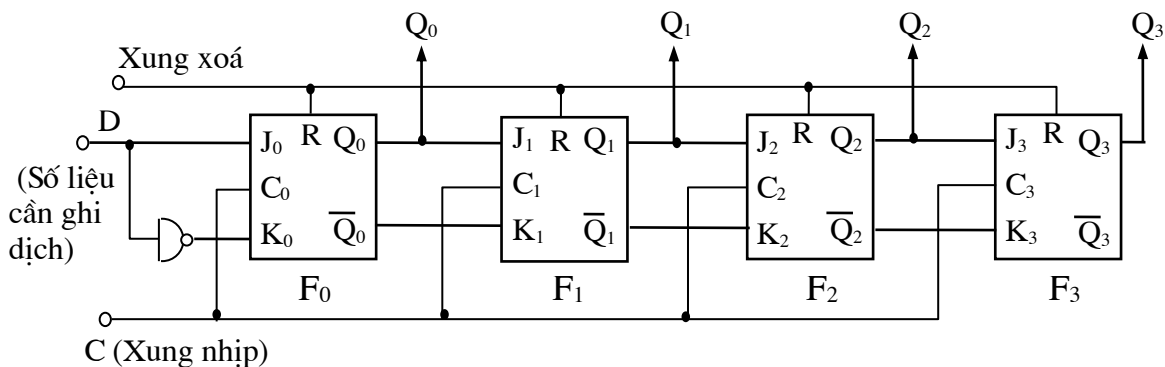 Q₀ Q₁ Q₂ Q₃
Xung xoá
D
J₀ R Q₀ J₁ R Q₁ J₂ R Q₂ J₃ R Q₃
(Số liệu
cần ghi
dịch)
C₀ C₁ C₂ C₃
K₀ Q̅₀ K₁ Q̅₁ K₂ Q̅₂ K₃ Q̅₃
F₀ F₁ F₂ F₃
C (Xung nhịp)